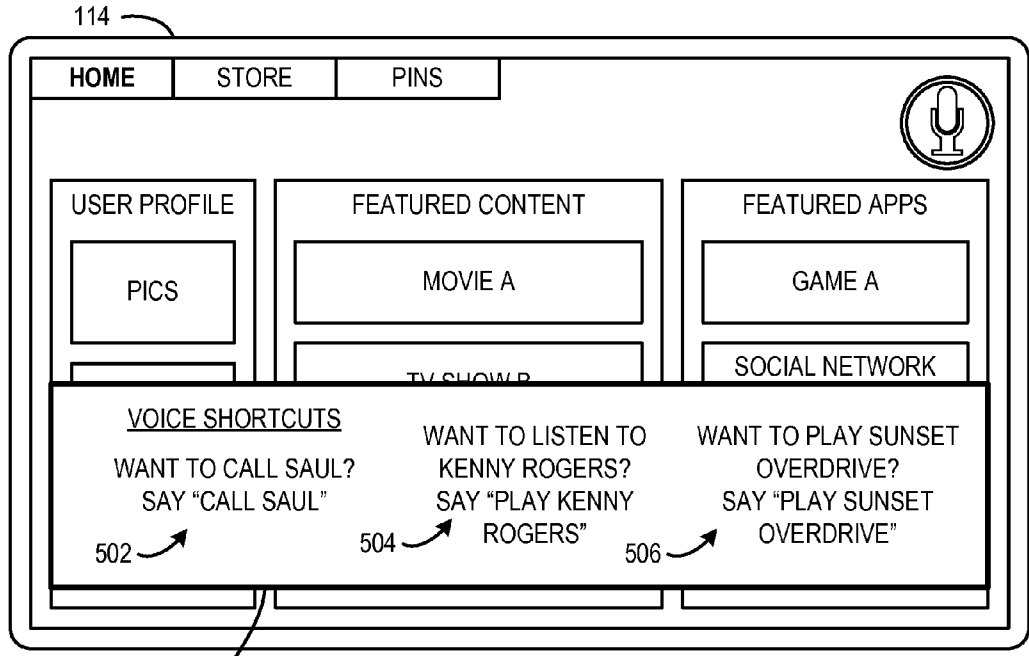 114
HOME
STORE
PINS
USER PROFILE
PICS
FEATURED CONTENT
MOVIE A
TV SHOW B
FEATURED APPS
GAME A
SOCIAL NETWORK
VOICE SHORTCUTS
WANT TO CALL SAUL?
SAY “CALL SAUL”
502
WANT TO LISTEN TO
KENNY ROGERS?
SAY “PLAY KENNY
ROGERS”
504
WANT TO PLAY SUNSET
OVERDRIVE?
SAY “PLAY SUNSET
OVERDRIVE”
506